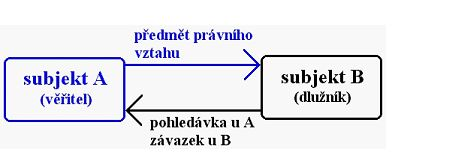 předmět právního
vztahu
subjekt A
(věřitel)
subjekt B
(dlužník)
pohledávka u A
závazek u B